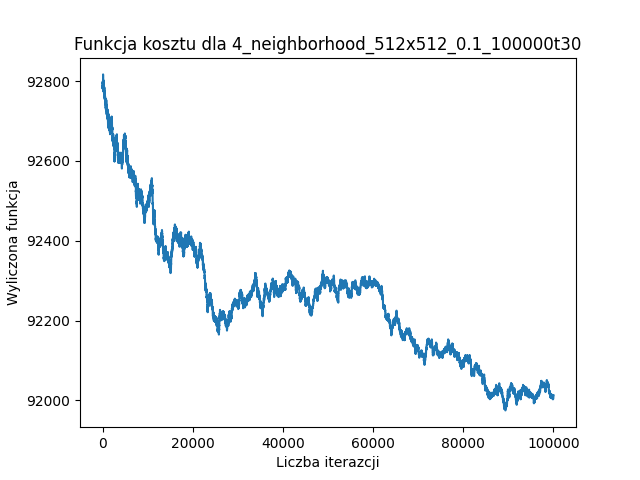 Funkcja kosztu dla 4_neighborhood_512x512_0.1_100000t30
92800
92600
92400
92200
92000
Wyliczona funkcja
0 20000 40000 60000 80000 100000
Liczba iterazcji